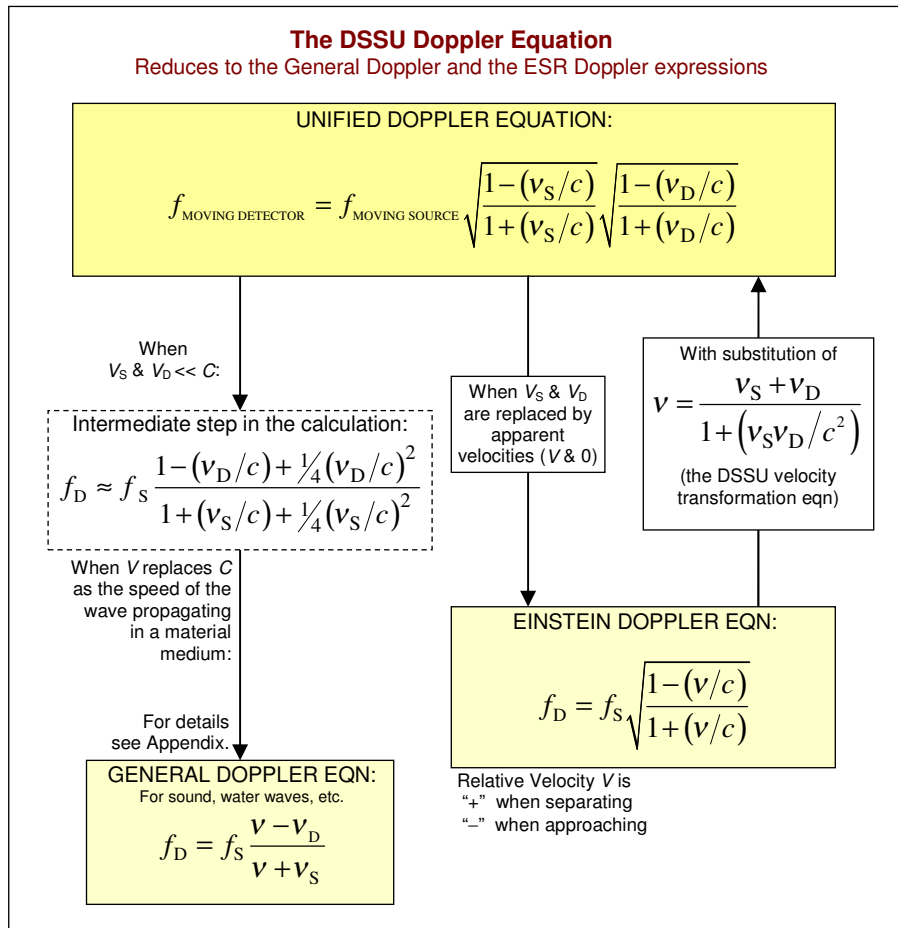 The DSSU Doppler Equation
Reduces to the General Doppler and the ESR Doppler expressions
UNIFIED DOPPLER EQUATION:
f_MOVING DETECTOR = f_MOVING SOURCE √((1−(v_S/c))/(1+(v_S/c))) √((1−(v_D/c))/(1+(v_D/c)))
When
V_S & V_D << C:
Intermediate step in the calculation:
f_D ≈ f_S (1−(v_D/c)+¼(v_D/c)²)/(1+(v_S/c)+¼(v_S/c)²)
When V replaces C
as the speed of the
wave propagating
in a material
medium:
For details
see Appendix.
GENERAL DOPPLER EQN:
For sound, water waves, etc.
f_D = f_S (v−v_D)/(v+v_S)
When V_S & V_D
are replaced by
apparent
velocities (V & 0)
With substitution of
v = (v_S+v_D)/(1+(v_Sv_D/c²))
(the DSSU velocity
transformation eqn)
EINSTEIN DOPPLER EQN:
f_D = f_S √((1−(v/c))/(1+(v/c)))
Relative Velocity V is
“+” when separating
“–” when approaching